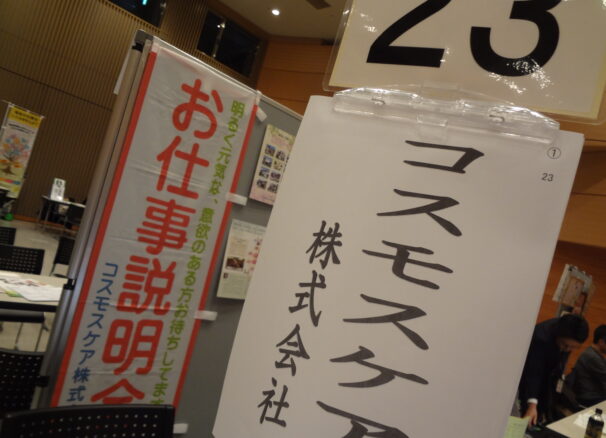 23
①
23
コスモスケア
株式会社
明るく元気な、意欲のある方お待ちしてます
お仕事説明会
コスモスケア株式